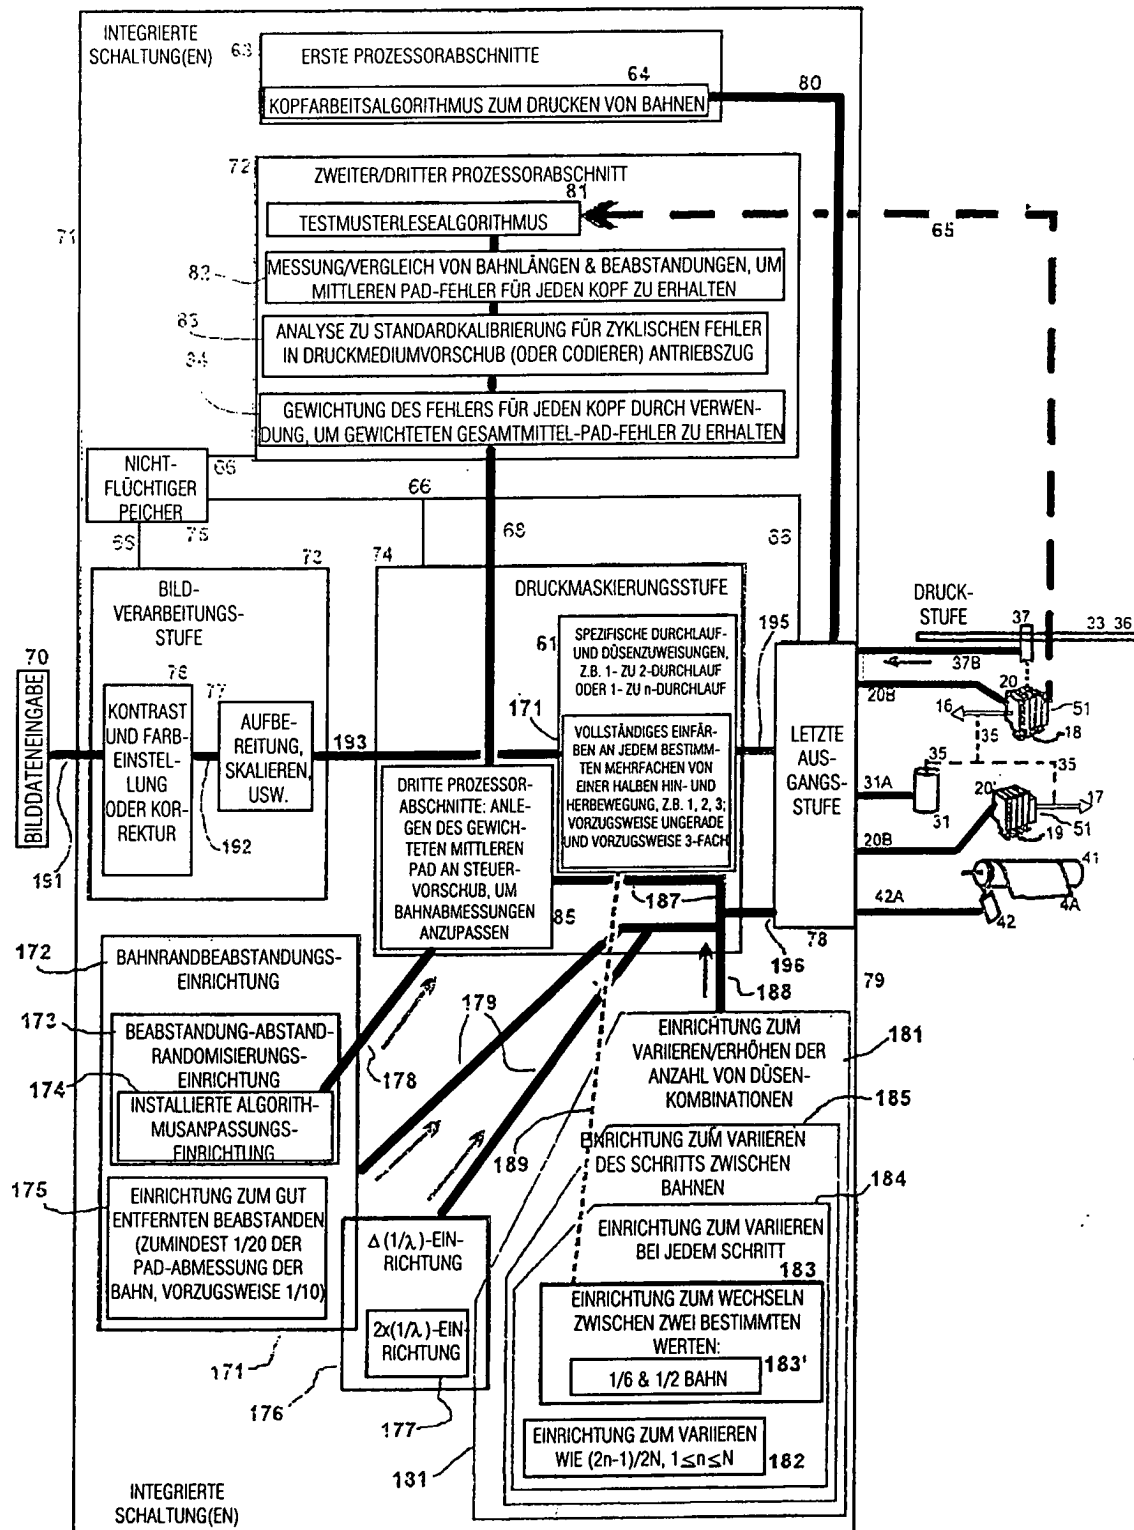 INTEGRIERTE
SCHALTUNG(EN)
63
ERSTE PROZESSORABSCHNITTE
64
KOPFARBEITSALGORITHMUS ZUM DRUCKEN VON BAHNEN
80
72
ZWEITER/DRITTER PROZESSORABSCHNITT
81
TESTMUSTERLESEALGORITHMUS
65
71
82
MESSUNG/VERGLEICH VON BAHNLÄNGEN & BEABSTANDUNGEN, UM
MITTLEREN PAD-FEHLER FÜR JEDEN KOPF ZU ERHALTEN
83
ANALYSE ZU STANDARDKALIBRIERUNG FÜR ZYKLISCHEN FEHLER
IN DRUCKMEDIUMVORSCHUB (ODER CODIERER) ANTRIEBSZUG
84
GEWICHTUNG DES FEHLERS FÜR JEDEN KOPF DURCH VERWEN-
DUNG, UM GEWICHTETEN GESAMTMITTEL-PAD-FEHLER ZU ERHALTEN
66
NICHT-
FLÜCHTIGER
PEICHER
75
66
66
68
66
73
BILD-
VERARBEITUNGS-
STUFE
74
DRUCKMASKIERUNGSSTUFE
70
BILDDATENEINGABE
191
76
KONTRAST
UND FARB-
EINSTEL-
LUNG
ODER KOR-
REKTUR
77
192
AUFBE-
REITUNG,
SKALIEREN,
USW.
193
61
SPEZIFISCHE DURCHLAUF-
UND DÜSENZUWEISUNGEN,
Z.B. 1- ZU 2-DURCHLAUF
ODER 1- ZU n-DURCHLAUF
171
VOLLSTÄNDIGES EINFÄR-
BEN AN JEDEM BESTIMM-
TEN MEHRFACHEN VON
EINER HALBEN HIN- UND
HERBEWEGUNG, Z.B. 1, 2, 3;
VORZUGSWEISE UNGERADE
UND VORZUGSWEISE 3-FACH
195
DRITTE PROZESSOR-
ABSCHNITTE: ANLE-
GEN DES GEWICH-
TETEN MITTLEREN
PAD AN STEUER-
VORSCHUB, UM
BAHNABMESSUNGEN
ANZUPASSEN
85
187
196
LETZTE
AUS-
GANGS-
STUFE
78
DRUCK-
STUFE
37
23 36
37B
20B
20
16
51
18
35
35
35
31A
31
20'
17
51
19
20B
41
4A
42A
42
79
172
BAHNRANDBEABSTANDUNGS-
EINRICHTUNG
173
BEABSTANDUNG-ABSTAND-
RANDOMISIERUNGS-
EINRICHTUNG
174
INSTALLIERTE ALGORITH-
MUSANPASSUNGS-
EINRICHTUNG
175
EINRICHTUNG ZUM GUT
ENTFERNTEN BEABSTANDEN
(ZUMINDEST 1/20 DER
PAD-ABMESSUNG DER
BAHN, VORZUGSWEISE 1/10)
171
178
179
Δ(1/λ)-EIN-
RICHTUNG
2x(1/λ)-EIN-
RICHTUNG
176
177
188
189
EINRICHTUNG ZUM
VARIIEREN/ERHÖHEN DER
ANZAHL VON DÜSEN-
KOMBINATIONEN
181
185
EINRICHTUNG ZUM VARIIEREN
DES SCHRITTS ZWISCHEN
BAHNEN
184
EINRICHTUNG ZUM VARIIEREN
BEI JEDEM SCHRITT
183
EINRICHTUNG ZUM WECHSELN
ZWISCHEN ZWEI BESTIMMTEN
WERTEN:
183'
1/6 & 1/2 BAHN
EINRICHTUNG ZUM VARIIEREN
WIE (2n-1)/2N, 1≤n≤N
182
181
INTEGRIERTE
SCHALTUNG(EN)